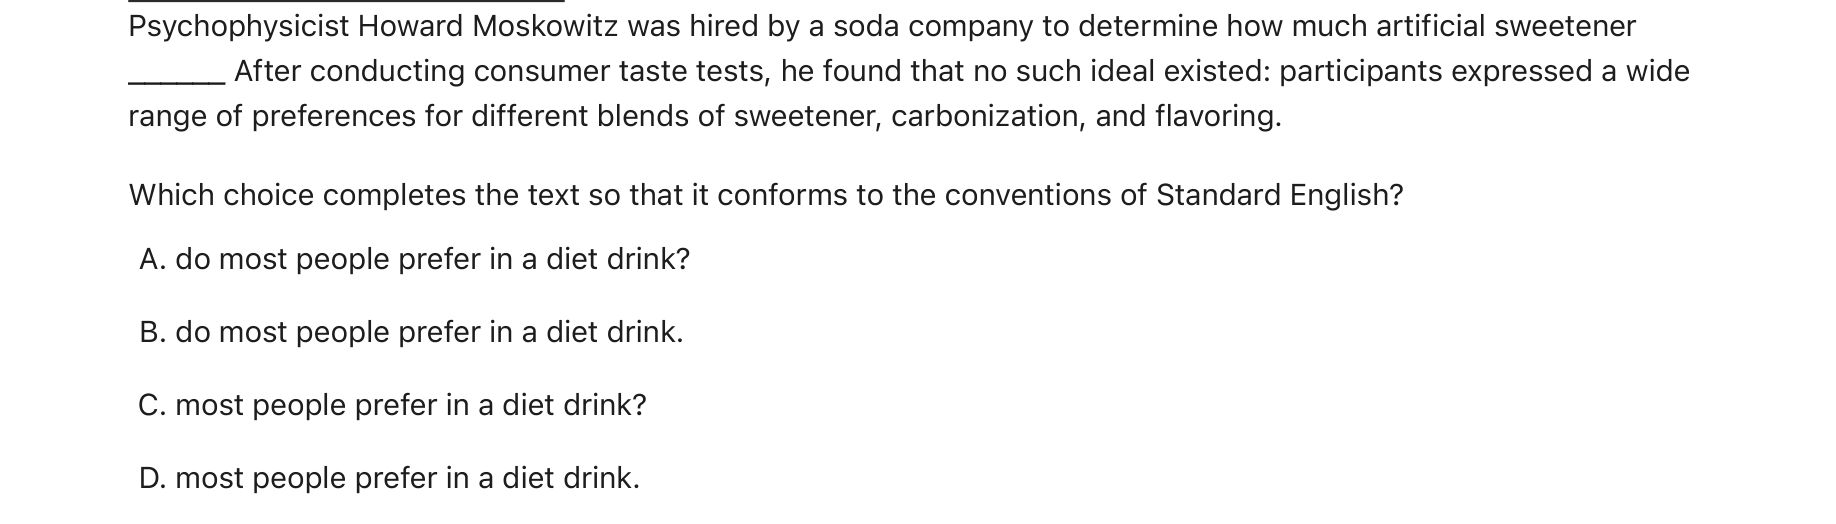 Psychophysicist Howard Moskowitz was hired by a soda company to determine how much artificial sweetener
______ After conducting consumer taste tests, he found that no such ideal existed: participants expressed a wide
range of preferences for different blends of sweetener, carbonization, and flavoring.
Which choice completes the text so that it conforms to the conventions of Standard English?
A. do most people prefer in a diet drink?
B. do most people prefer in a diet drink.
C. most people prefer in a diet drink?
D. most people prefer in a diet drink.